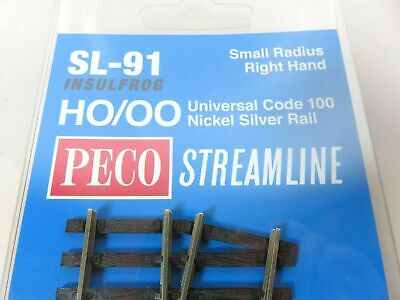 SL-91
INSULFROG
Small Radius
Right Hand
HO/OO
Universal Code 100
Nickel Silver Rail
PECO STREAMLINE